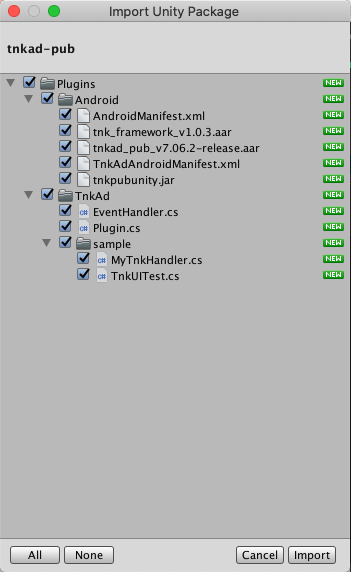 Import Unity Package
tnkad-pub
Plugins NEW
Android NEW
AndroidManifest.xml NEW
tnk_framework_v1.0.3.aar NEW
tnkad_pub_v7.06.2-release.aar NEW
TnkAdAndroidManifest.xml NEW
tnkpubunity.jar NEW
TnkAd NEW
C# EventHandler.cs NEW
C# Plugin.cs NEW
sample NEW
C# MyTnkHandler.cs NEW
C# TnkUITest.cs NEW
All None Cancel Import